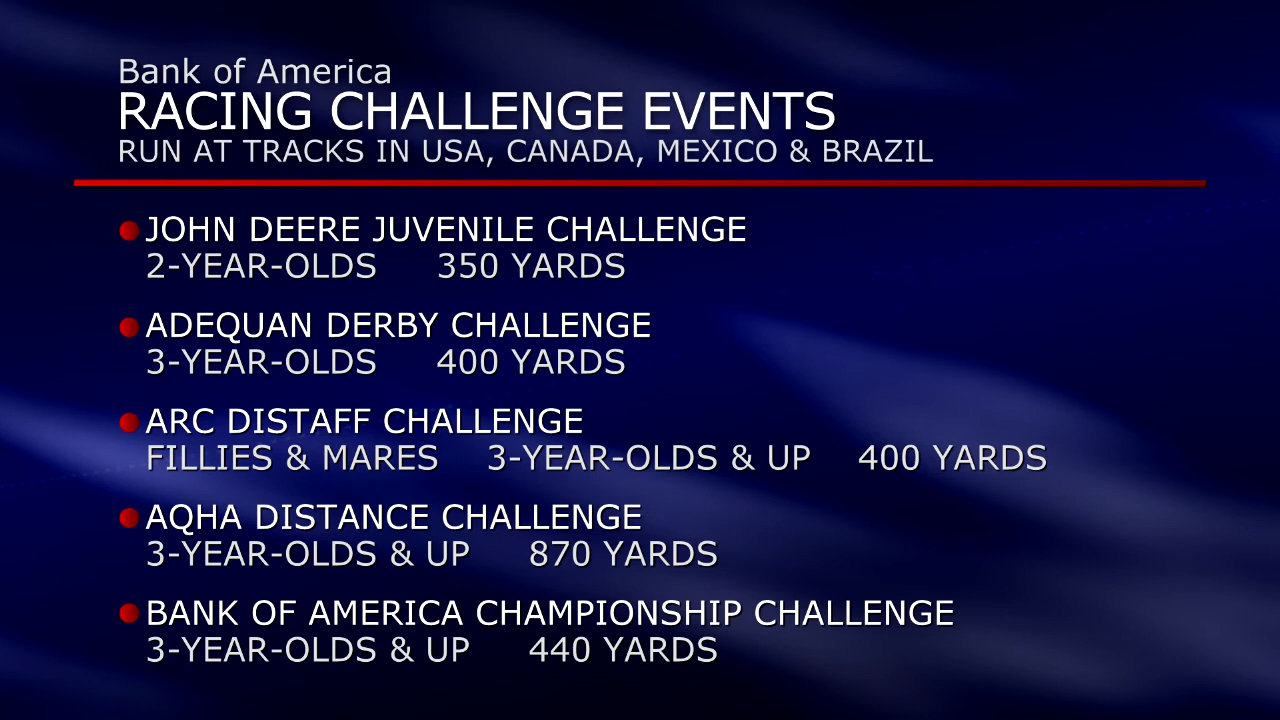 Bank of America
RACING CHALLENGE EVENTS
RUN AT TRACKS IN USA, CANADA, MEXICO & BRAZIL
JOHN DEERE JUVENILE CHALLENGE
2-YEAR-OLDS 350 YARDS
ADEQUAN DERBY CHALLENGE
3-YEAR-OLDS 400 YARDS
ARC DISTAFF CHALLENGE
FILLIES & MARES 3-YEAR-OLDS & UP 400 YARDS
AQHA DISTANCE CHALLENGE
3-YEAR-OLDS & UP 870 YARDS
BANK OF AMERICA CHAMPIONSHIP CHALLENGE
3-YEAR-OLDS & UP 440 YARDS